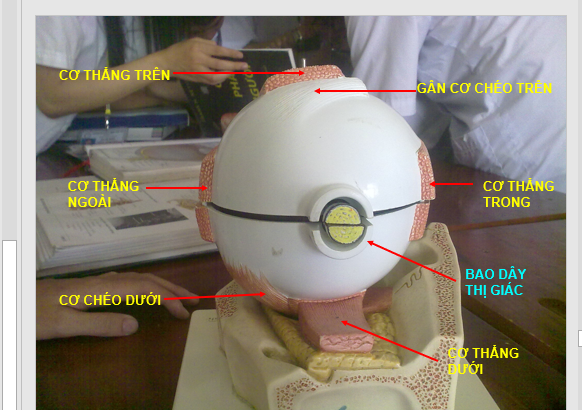 CƠ THẲNG TRÊN
GÂN CƠ CHÉO TRÊN
CƠ THẲNG
NGOÀI
CƠ THẲNG
TRONG
BAO DÂY
THỊ GIÁC
CƠ CHÉO DƯỚI
CƠ THẲNG
DƯỚI